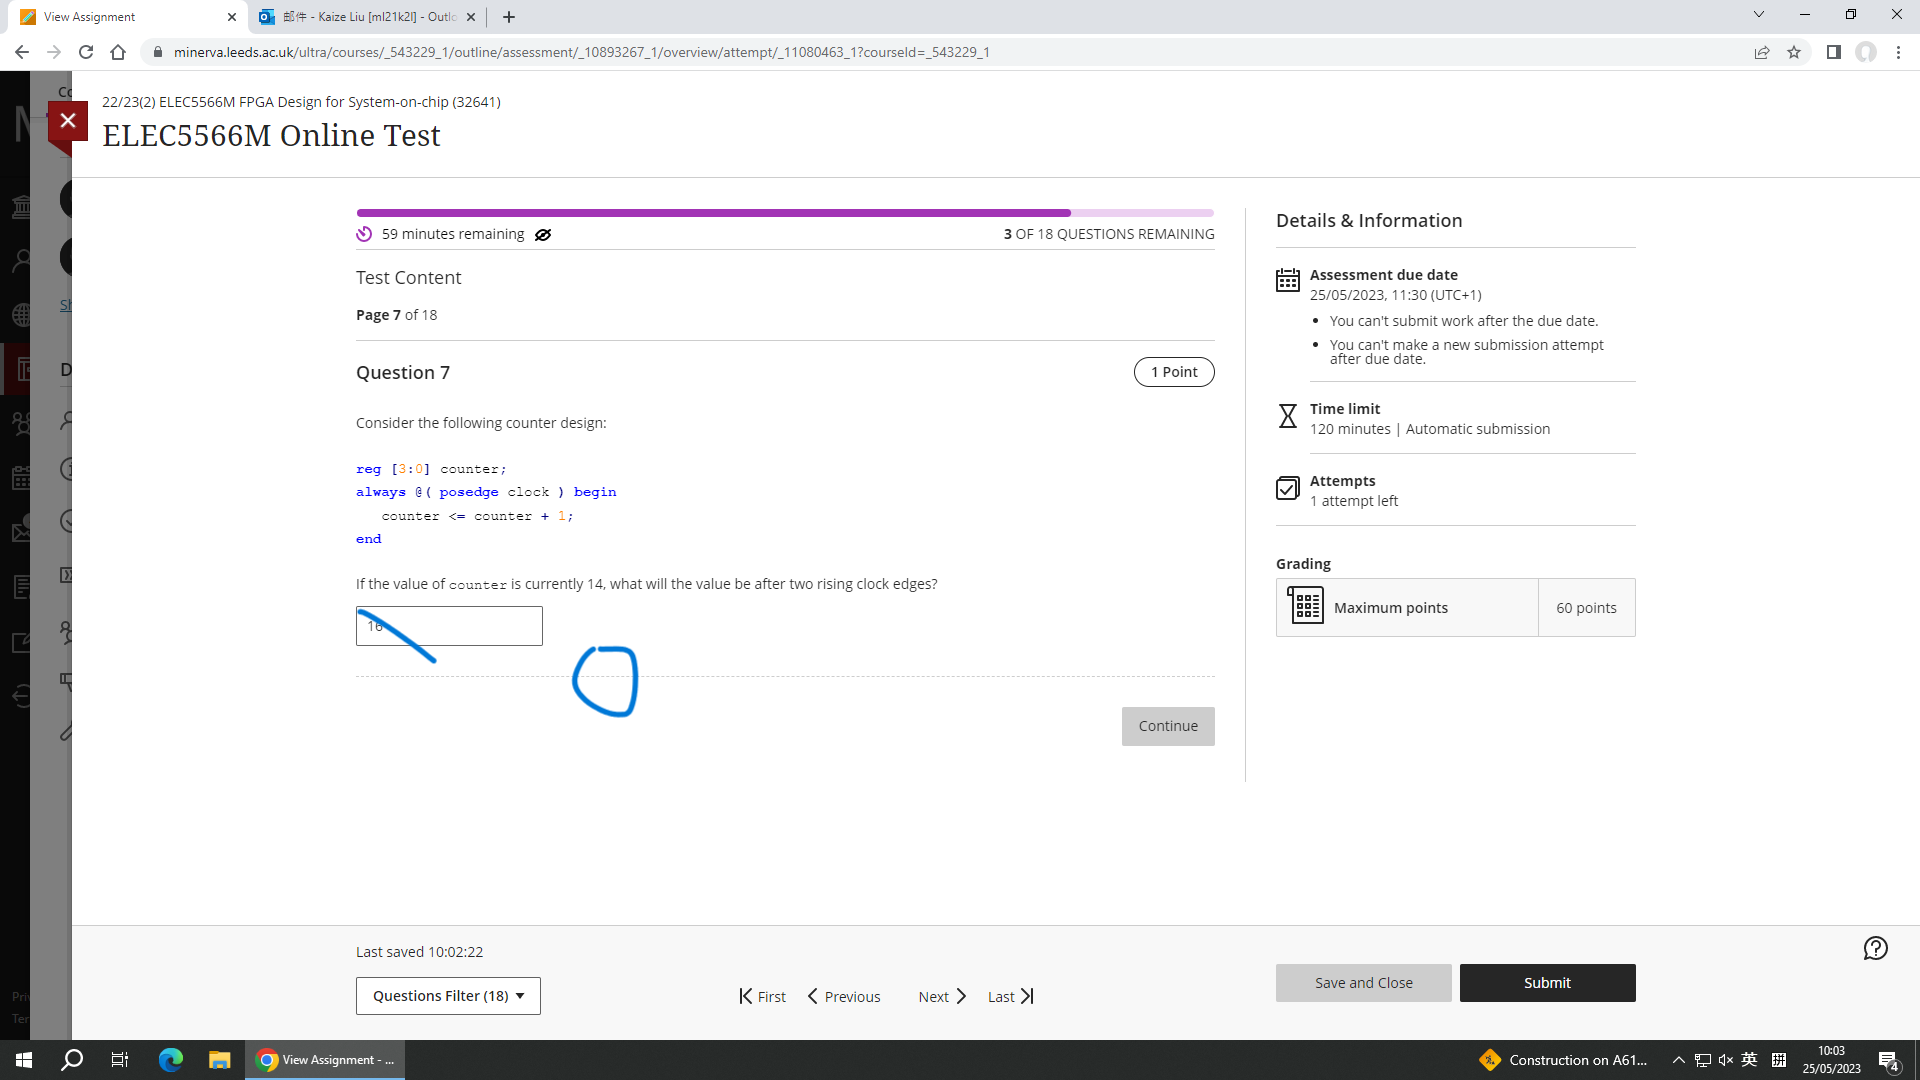 View Assignment
邮件 - Kaize Liu [ml21k2l] - Outlo
minerva.leeds.ac.uk/ultra/courses/_543229_1/outline/assessment/_10893267_1/overview/attempt/_11080463_1?courseId=_543229_1
22/23(2) ELEC5566M FPGA Design for System-on-chip (32641)
ELEC5566M Online Test
59 minutes remaining
3 OF 18 QUESTIONS REMAINING
Test Content
Page 7 of 18
Question 7
1 Point
Consider the following counter design:
reg [3:0] counter;
always @( posedge clock ) begin
counter <= counter + 1;
end
If the value of counter is currently 14, what will the value be after two rising clock edges?
16
0
Continue
Details & Information
Assessment due date
25/05/2023, 11:30 (UTC+1)
• You can't submit work after the due date.
• You can't make a new submission attempt
after due date.
Time limit
120 minutes | Automatic submission
Attempts
1 attempt left
Grading
Maximum points
60 points
Last saved 10:02:22
Questions Filter (18)
First
Previous
Next
Last
Save and Close
Submit
View Assignment - ...
Construction on A61...
英
拼
10:03
25/05/2023
4